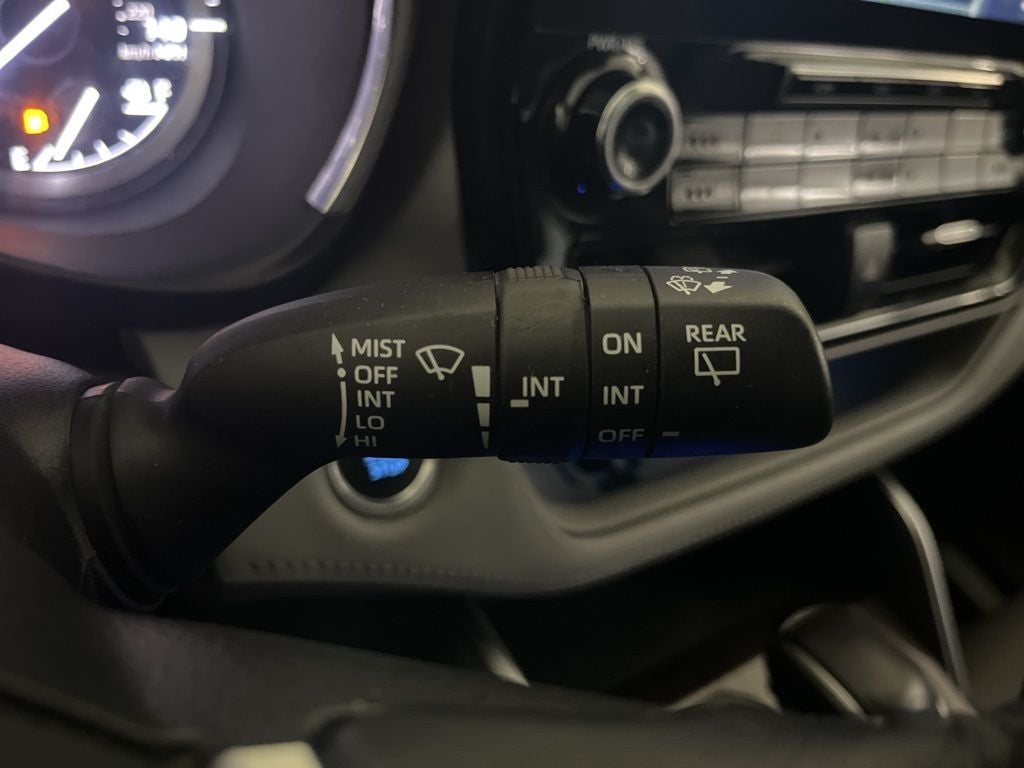 MIST
OFF
INT
LO
HI
INT
ON
INT
OFF
REAR
E